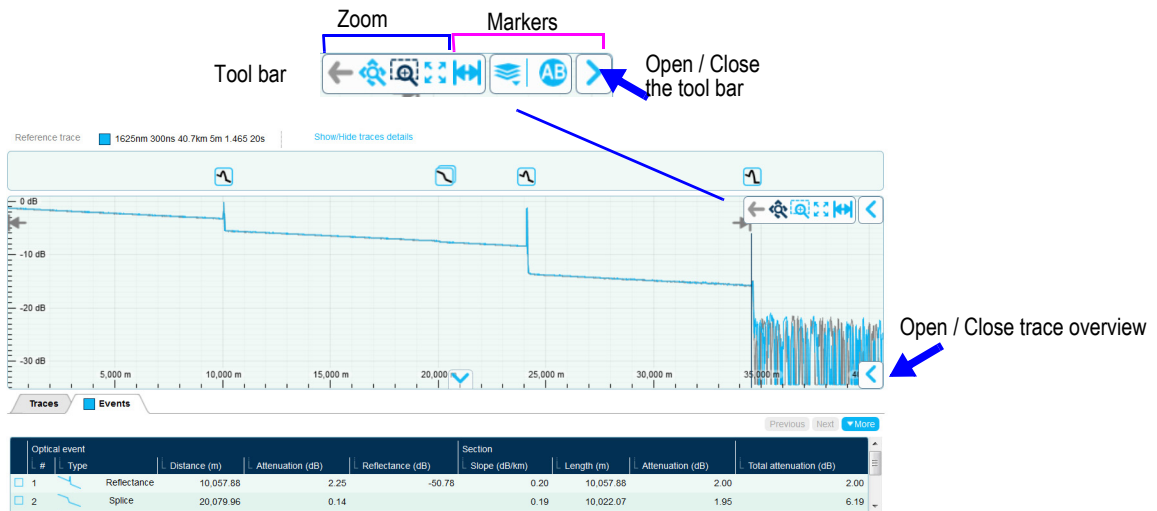 Zoom
Markers
Tool bar
AB
Open / Close
the tool bar
Reference trace
1625nm 300ns 40.7km 5m 1.465 20s
Show/Hide traces details
0 dB
-10 dB
-20 dB
-30 dB
5,000 m
10,000 m
15,000 m
20,000
25,000 m
30,000 m
35,000 m
Open / Close trace overview
Traces
Events
Previous
Next
More
Optical event
Section
# Type Distance (m) Attenuation (dB) Reflectance (dB) Slope (dB/km) Length (m) Attenuation (dB) Total attenuation (dB)
1 Reflectance 10,057.88 2.25 -50.78 0.20 10,057.88 2.00 2.00
2 Splice 20,079.96 0.14 0.19 10,022.07 1.95 6.19